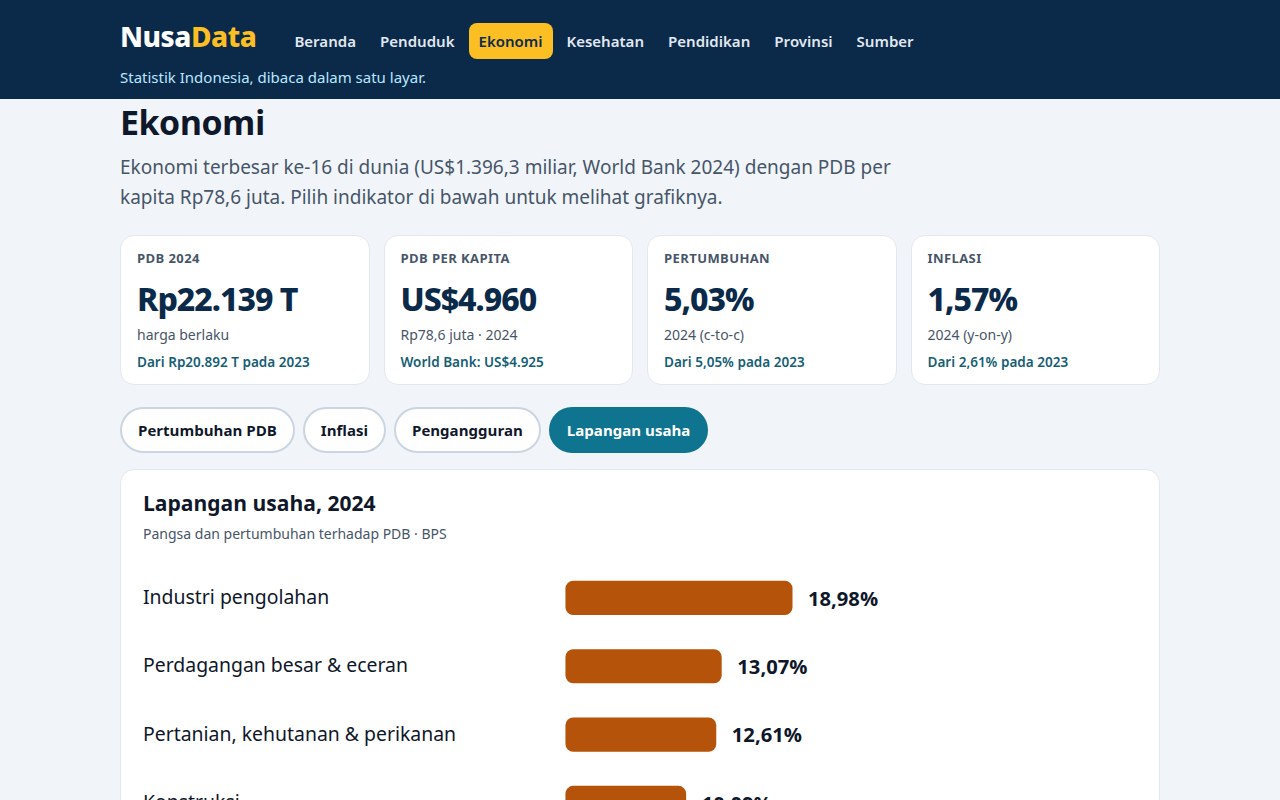 NusaData
Beranda Penduduk Ekonomi Kesehatan Pendidikan Provinsi Sumber
Statistik Indonesia, dibaca dalam satu layar.
Ekonomi
Ekonomi terbesar ke-16 di dunia (US$1.396,3 miliar, World Bank 2024) dengan PDB per
kapita Rp78,6 juta. Pilih indikator di bawah untuk melihat grafiknya.
PDB 2024
Rp22.139 T
harga berlaku
Dari Rp20.892 T pada 2023
PDB PER KAPITA
US$4.960
Rp78,6 juta · 2024
World Bank: US$4.925
PERTUMBUHAN
5,03%
2024 (c-to-c)
Dari 5,05% pada 2023
INFLASI
1,57%
2024 (y-on-y)
Dari 2,61% pada 2023
Pertumbuhan PDB Inflasi Pengangguran Lapangan usaha
Lapangan usaha, 2024
Pangsa dan pertumbuhan terhadap PDB · BPS
Industri pengolahan 18,98%
Perdagangan besar & eceran 13,07%
Pertanian, kehutanan & perikanan 12,61%
Konstruksi